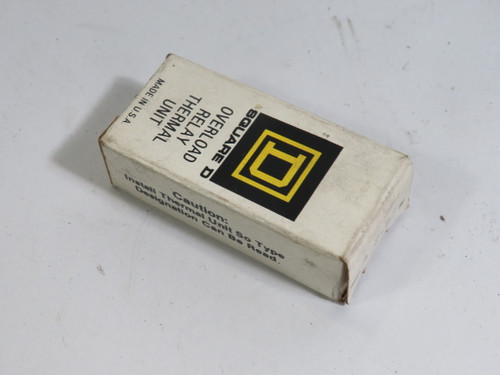 D
SQUARE D
OVERLOAD
RELAY
THERMAL
UNIT
MADE IN U.S.A
Caution:
Install Thermal Unit So Type
Designation Can Be Read.